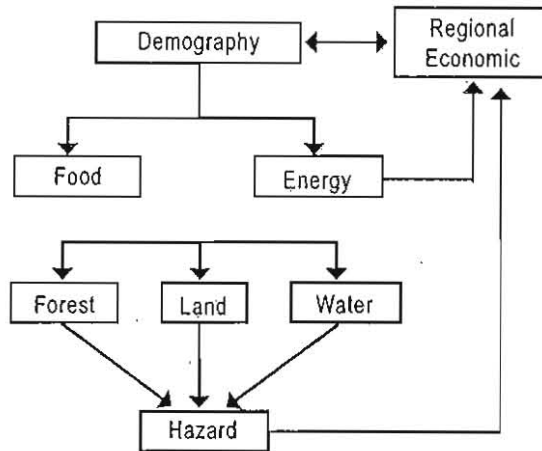 Demography
Regional
Economic
Food
Energy
Forest
Land
Water
Hazard